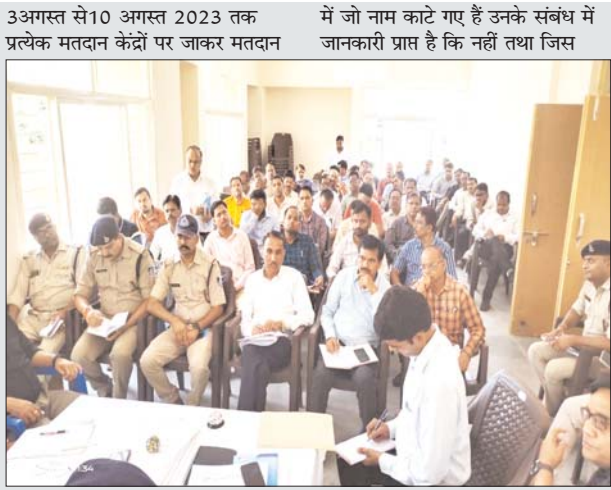 3अगस्त से10 अगस्त 2023 तक
प्रत्येक मतदान केंद्रों पर जाकर मतदान
में जो नाम काटे गए हैं उनके संबंध में
जानकारी प्राप्त है कि नहीं तथा जिस